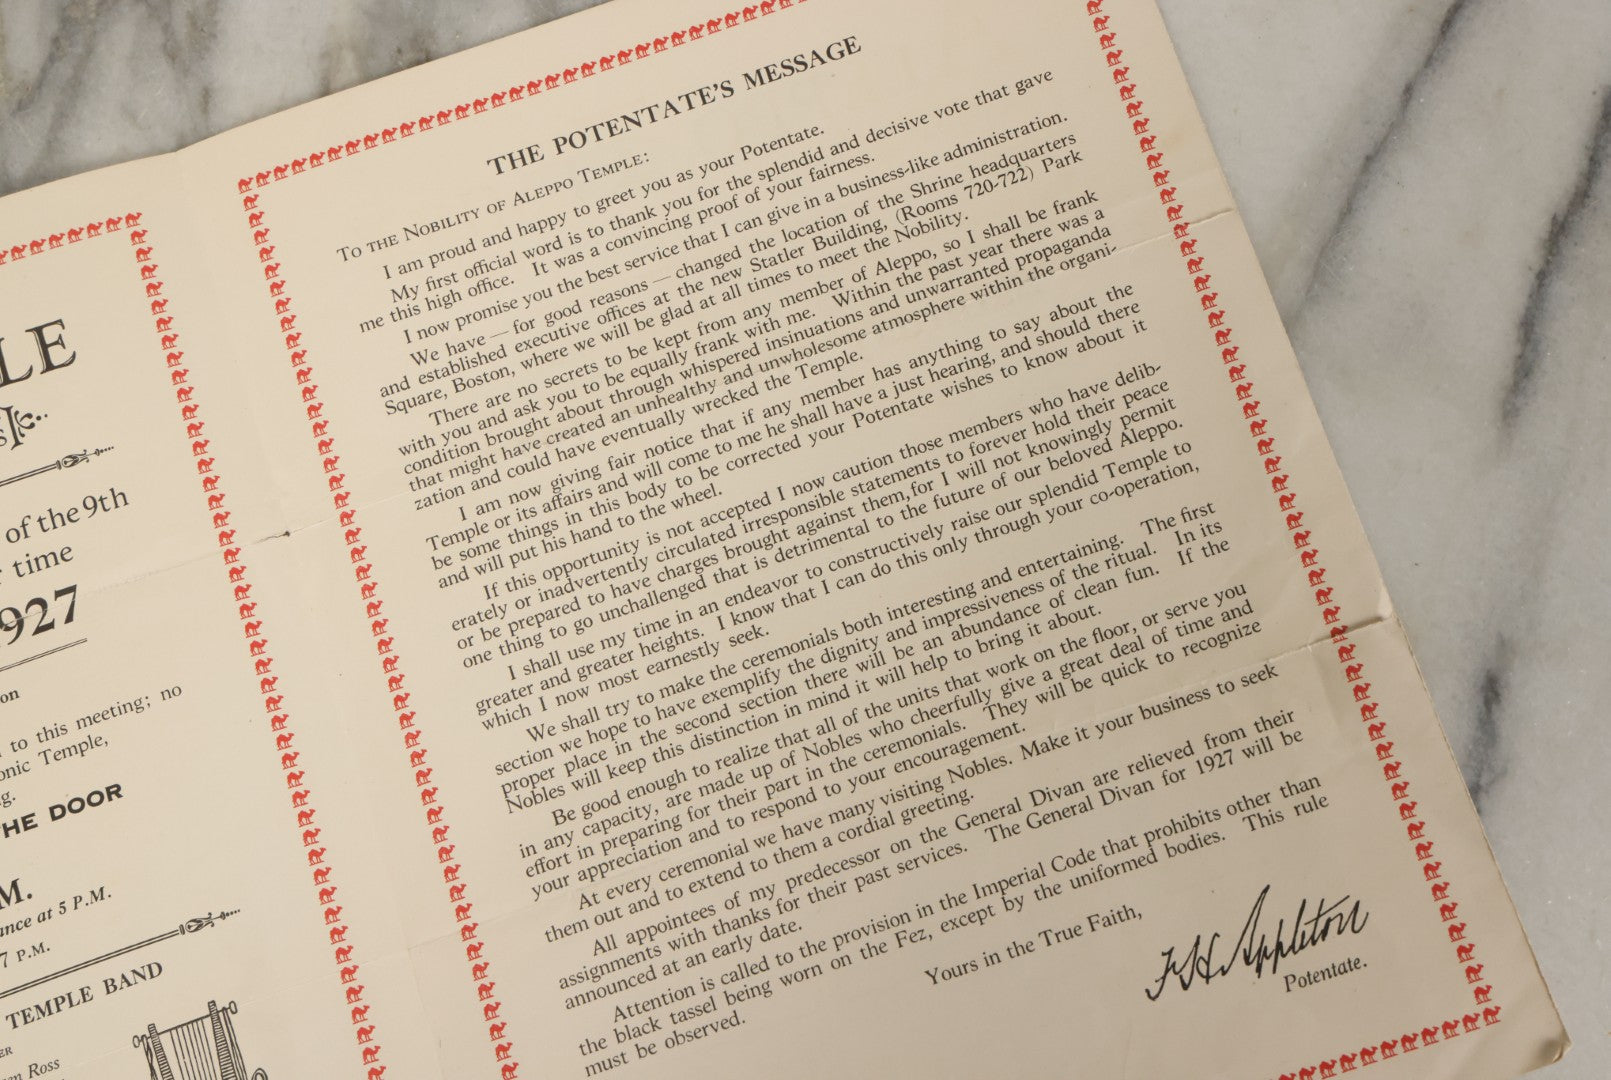 LE
of the 9th
time
927
on
to this meeting; no
onic Temple,
g.
HE DOOR
M.
ance at 5 P.M.
7 P.M.
TEMPLE BAND
ER
en Ross
THE POTENTATE'S MESSAGE
TO THE NOBILITY OF ALEPPO TEMPLE:
I am proud and happy to greet you as your Potentate.
My first official word is to thank you for the splendid and decisive vote that gave
me this high office. It was a convincing proof of your fairness.
I now promise you the best service that I can give in a business-like administration.
We have — for good reasons — changed the location of the Shrine headquarters
and established executive offices at the new Statler Building, (Rooms 720-722) Park
Square, Boston, where we will be glad at all times to meet the Nobility.
There are no secrets to be kept from any member of Aleppo, so I shall be frank
with you and ask you to be equally frank with me. Within the past year there was a
condition brought about through whispered insinuations and unwarranted propaganda
that might have created an unhealthy and unwholesome atmosphere within the organi-
zation and could have eventually wrecked the Temple.
I am now giving fair notice that if any member has anything to say about the
Temple or its affairs and will come to me he shall have a just hearing, and should there
be some things in this body to be corrected your Potentate wishes to know about it
and will put his hand to the wheel.
If this opportunity is not accepted I now caution those members who have delib-
erately or inadvertently circulated irresponsible statements to forever hold their peace
or be prepared to have charges brought against them, for I will not knowingly permit
one thing to go unchallenged that is detrimental to the future of our beloved Aleppo.
I shall use my time in an endeavor to constructively raise our splendid Temple to
greater and greater heights. I know that I can do this only through your co-operation,
which I now most earnestly seek.
We shall try to make the ceremonials both interesting and entertaining. The first
section we hope to have exemplify the dignity and impressiveness of the ritual. In its
proper place in the second section there will be an abundance of clean fun. If the
Nobles will keep this distinction in mind it will help to bring it about.
Be good enough to realize that all of the units that work on the floor, or serve you
in any capacity, are made up of Nobles who cheerfully give a great deal of time and
effort in preparing for their part in the ceremonials. They will be quick to recognize
your appreciation and to respond to your encouragement.
At every ceremonial we have many visiting Nobles. Make it your business to seek
them out and to extend to them a cordial greeting.
All appointees of my predecessor on the General Divan are relieved from their
assignments with thanks for their past services. The General Divan for 1927 will be
announced at an early date.
Attention is called to the provision in the Imperial Code that prohibits other than
the black tassel being worn on the Fez, except by the uniformed bodies. This rule
must be observed.
Yours in the True Faith,
F H Appleton
Potentate.